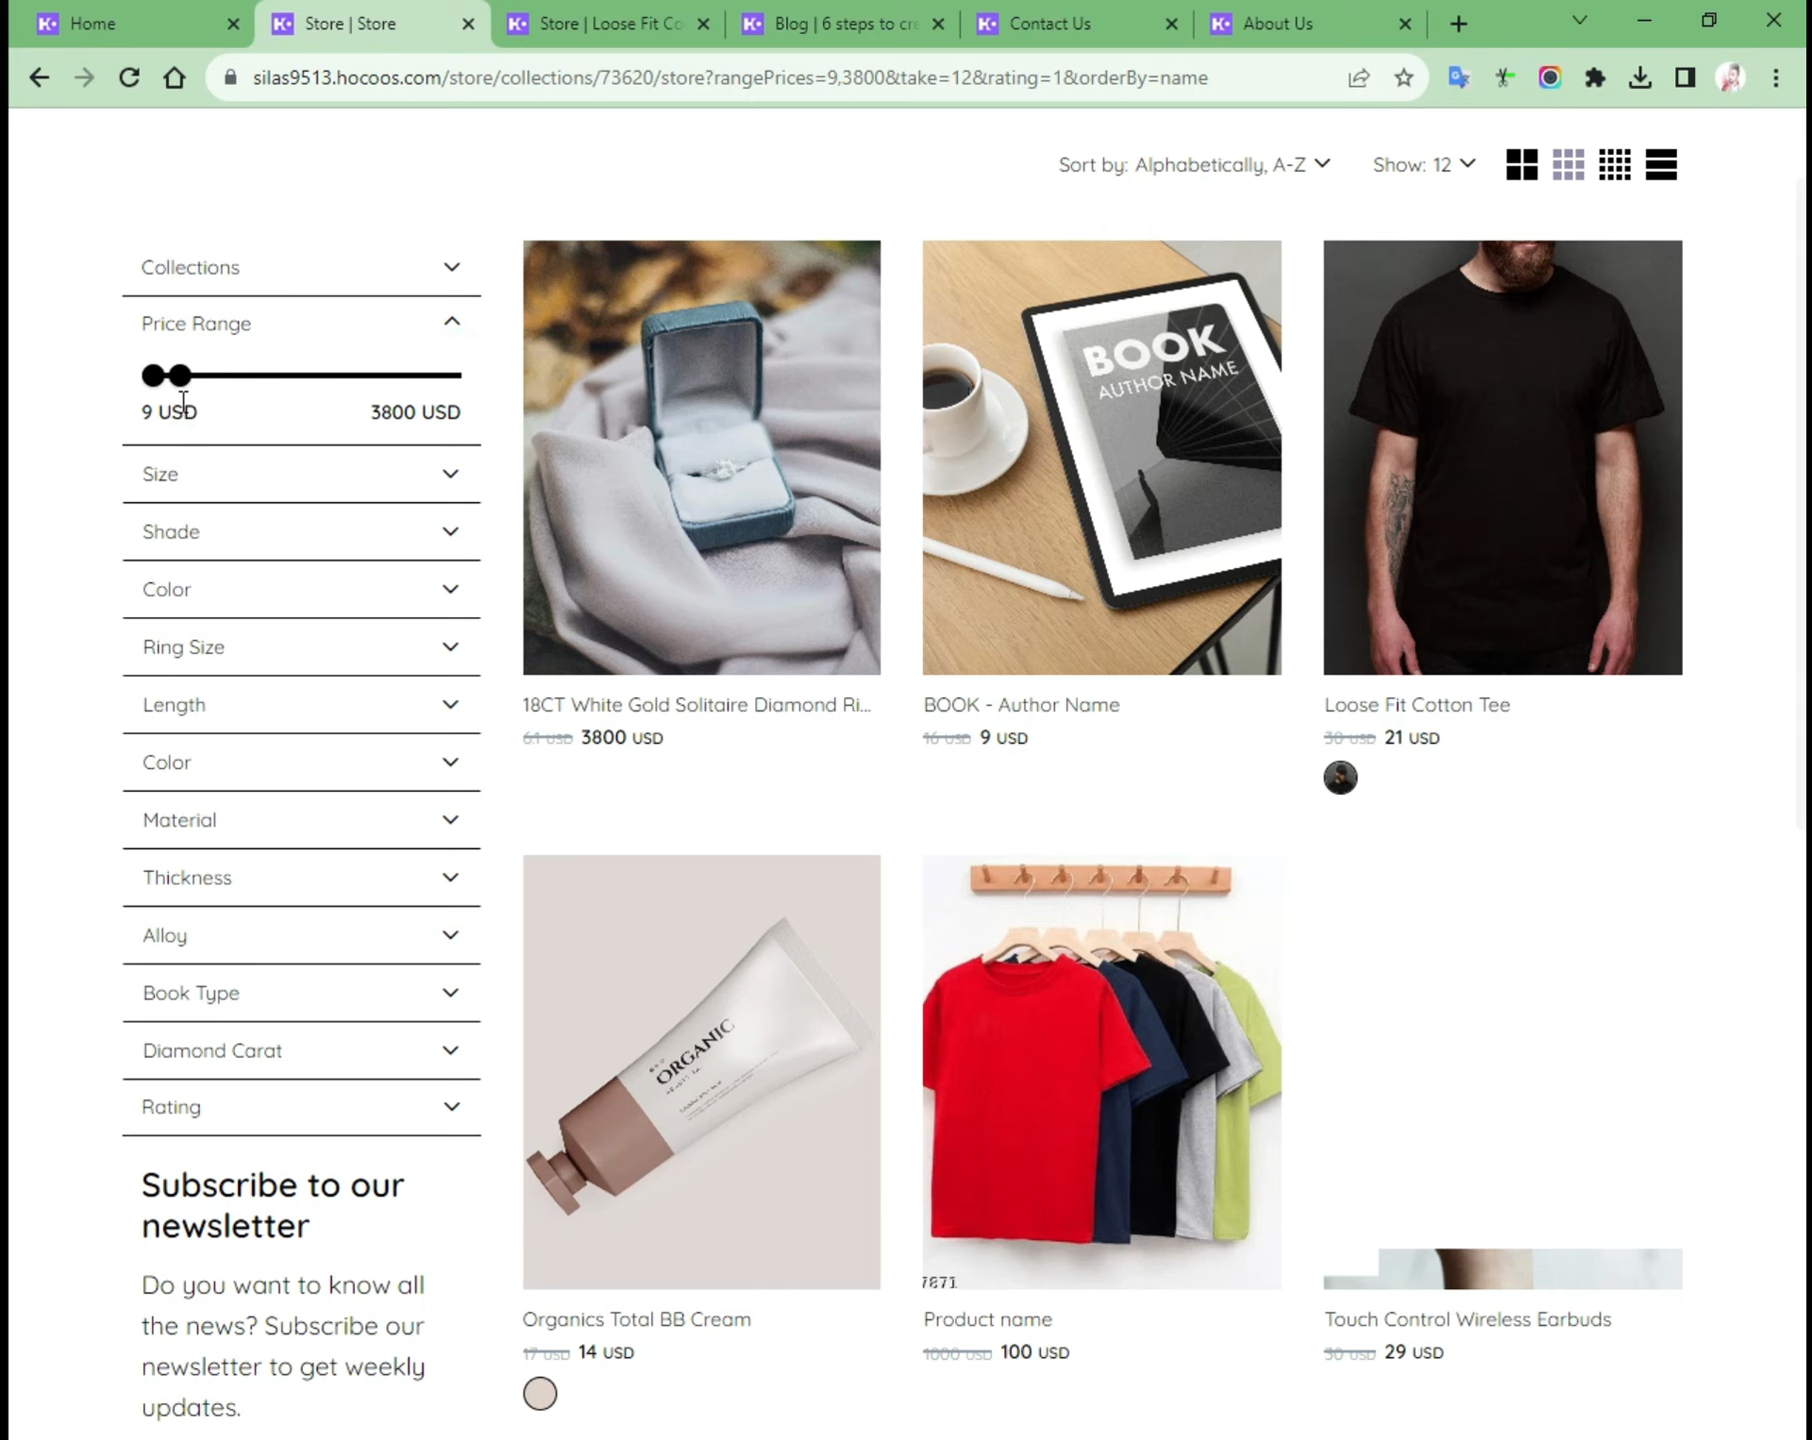 Home
Store | Store
Store | Loose Fit Co
Blog | 6 steps to cre
Contact Us
About Us
silas9513.hocoos.com/store/collections/73620/store?rangePrices=9,3800&take=12&rating=1&orderBy=name
Sort by: Alphabetically, A-Z
Show: 12
Collections
Price Range
9 USD
3800 USD
Size
Shade
Color
Ring Size
Length
Color
Material
Thickness
Alloy
Book Type
Diamond Carat
Rating
Subscribe to our
newsletter
Do you want to know all
the news? Subscribe our
newsletter to get weekly
updates.
BOOK
AUTHOR NAME
18CT White Gold Solitaire Diamond Ri...
61 USD 3800 USD
BOOK - Author Name
16 USD 9 USD
Loose Fit Cotton Tee
30 USD 21 USD
ORGANIC
Organics Total BB Cream
17 USD 14 USD
7871
Product name
1000 USD 100 USD
Touch Control Wireless Earbuds
30 USD 29 USD